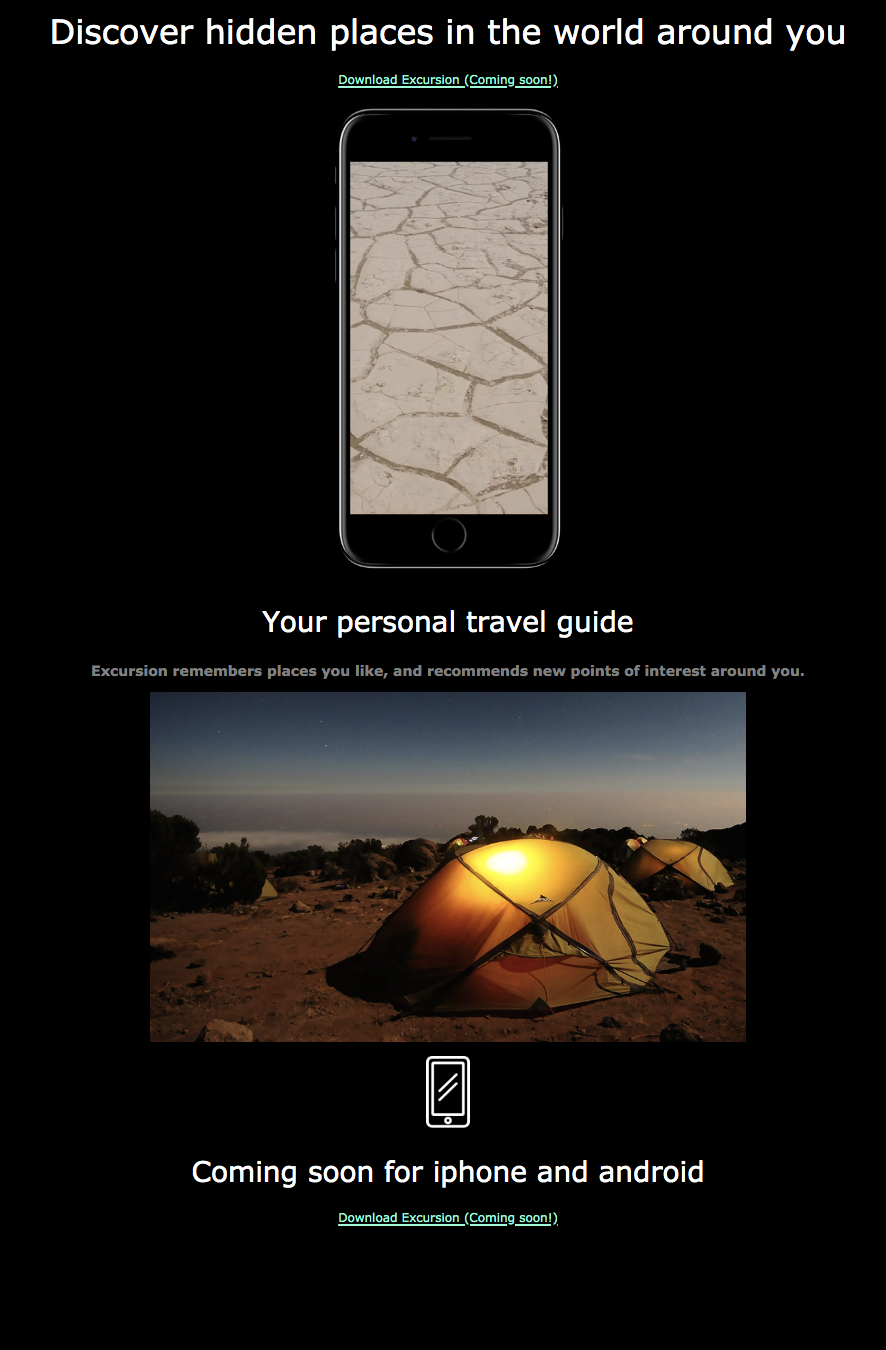 Discover hidden places in the world around you
Download Excursion (Coming soon!)
Your personal travel guide
Excursion remembers places you like, and recommends new points of interest around you.
Coming soon for iphone and android
Download Excursion (Coming soon!)